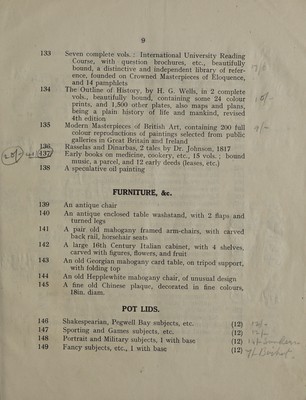 9
133 Seven complete vols. : International University Reading
Course, with question brochures, etc., beautifully
bound, a distinctive and independent library of refer-
ence, founded on Crowned Masterpieces of Eloquence,
and 14 pamphlets
134 The Outline of History, by H. G. Wells, in 2 complete
vols., beautifully bound, containing some 24 colour
prints, and 1,500 other plates, also maps and plans,
being a plain history of life and mankind, revised
4th edition
135 Modern Masterpieces of British Art, containing 200 full
colour reproductions of paintings selected from public
galleries in Great Britain and Ireland
136 Rasselas and Dinarbas, 2 tales by Dr. Johnson, 1817
137 Early books on medicine, cookery, etc., 15 vols. ; bound
music, a parcel, and 12 early deeds (leases, etc.)
138 A speculative oil painting
FURNITURE, &c.
139 An antique chair
140 An antique enclosed table washstand, with 2 flaps and
turned legs
141 A pair old mahogany framed arm-chairs, with carved
back rail, horsehair seats
142 A large 16th Century Italian cabinet, with 4 shelves,
carved with figures, flowers, and fruit
143 An old Georgian mahogany card table, on tripod support,
with folding top
144 An old Hepplewhite mahogany chair, of unusual design
145 A fine old Chinese plaque, decorated in fine colours,
18in. diam.
POT LIDS.
146 Shakespearian, Pegwell Bay subjects, etc. (12)
147 Sporting and Games subjects, etc. (12)
148 Portrait and Military subjects, 1 with base (12)
149 Fancy subjects, etc., 1 with base (12)